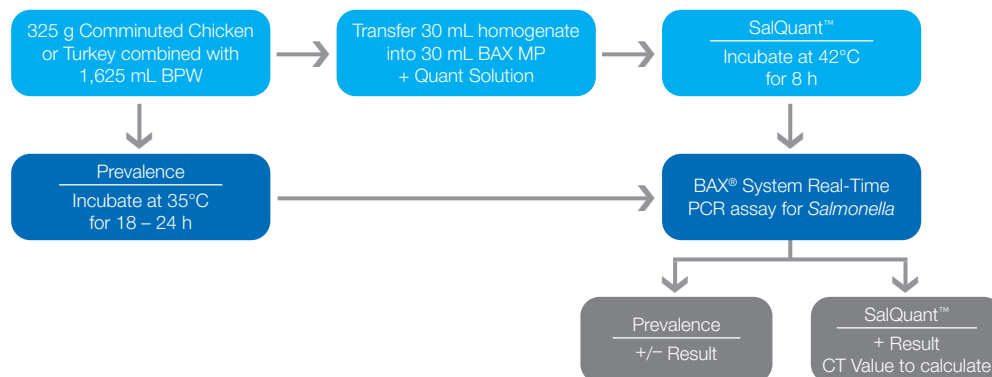 325 g Comminuted Chicken
or Turkey combined with
1,625 mL BPW
Transfer 30 mL homogenate
into 30 mL BAX MP
+ Quant Solution
SalQuant™
Incubate at 42°C
for 8 h
Prevalence
Incubate at 35°C
for 18 – 24 h
BAX® System Real-Time
PCR assay for Salmonella
Prevalence
+/– Result
SalQuant™
+ Result
CT Value to calculate